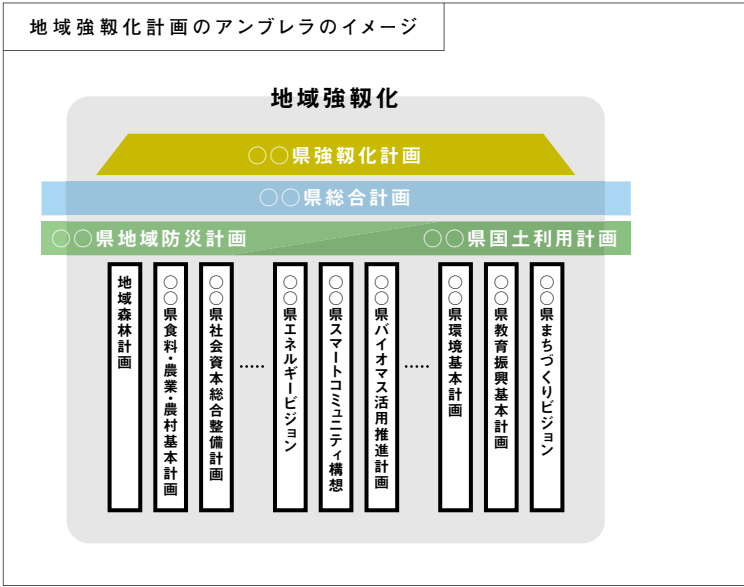 地域強靱化計画のアンブレラのイメージ
地域強靱化
○○県強靱化計画
○○県総合計画
○○県地域防災計画
○○県国土利用計画
地域森林計画
○○県食料・農業・農村基本計画
○○県社会資本総合整備計画
‥‥‥
○○県エネルギービジョン
○○県スマートコミュニティ構想
○○県バイオマス活用推進計画
‥‥‥
○○県環境基本計画
○○県教育振興基本計画
○○県まちづくりビジョン